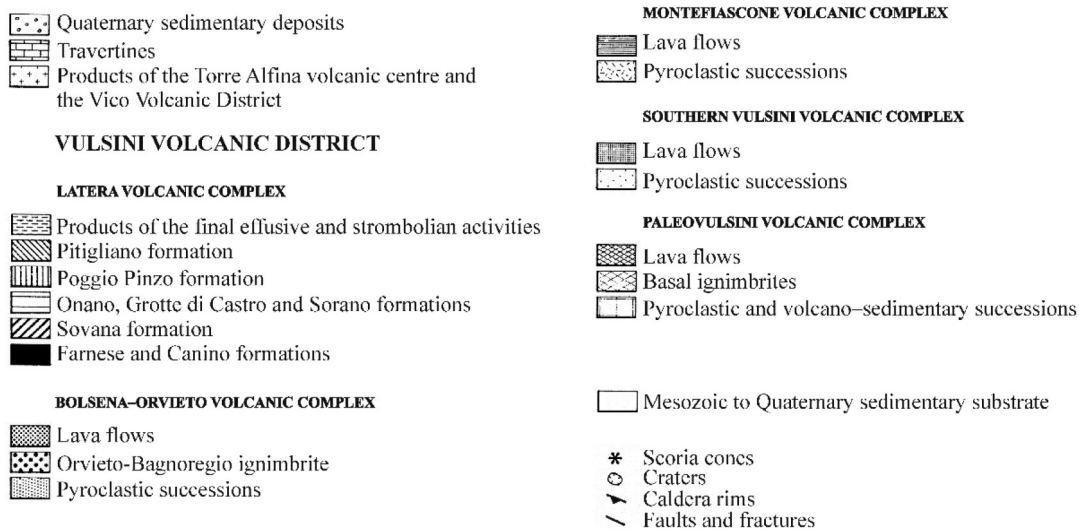 Quaternary sedimentary deposits
Travertines
Products of the Torre Alfina volcanic centre and
the Vico Volcanic District
VULSINI VOLCANIC DISTRICT
LATERA VOLCANIC COMPLEX
Products of the final effusive and strombolian activities
Pitigliano formation
Poggio Pinzo formation
Onano, Grotte di Castro and Sorano formations
Sovana formation
Farnese and Canino formations
BOLSENA–ORVIETO VOLCANIC COMPLEX
Lava flows
Orvieto-Bagnoregio ignimbrite
Pyroclastic successions
MONTEFIASCONE VOLCANIC COMPLEX
Lava flows
Pyroclastic successions
SOUTHERN VULSINI VOLCANIC COMPLEX
Lava flows
Pyroclastic successions
PALEOVULSINI VOLCANIC COMPLEX
Lava flows
Basal ignimbrites
Pyroclastic and volcano–sedimentary successions
Mesozoic to Quaternary sedimentary substrate
Scoria cones
Craters
Caldera rims
Faults and fractures